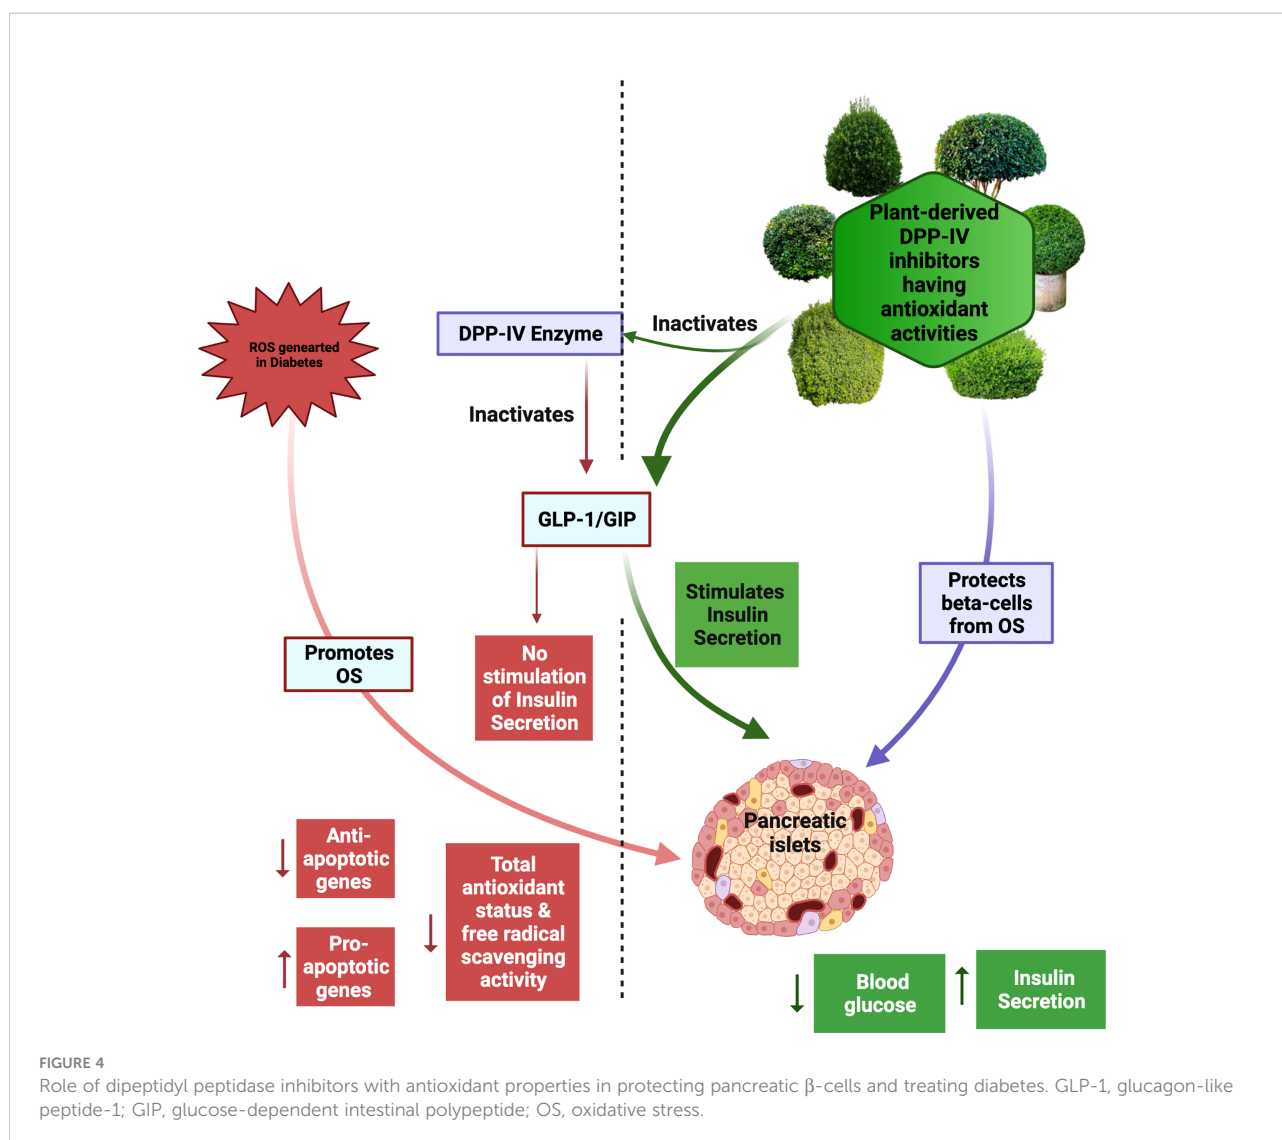 Plant-derived
DPP-IV
inhibitors
having
antioxidant
activities
ROS genearted
in Diabetes
DPP-IV Enzyme
Inactivates
Inactivates
GLP-1/GIP
Stimulates
Insulin
Secretion
Protects
beta-cells
from OS
Promotes
OS
No
stimulation
of Insulin
Secretion
Pancreatic
islets
Anti-
apoptotic
genes
Pro-
apoptotic
genes
Total
antioxidant
status &
free radical
scavenging
activity
Blood
glucose
Insulin
Secretion
FIGURE 4
Role of dipeptidyl peptidase inhibitors with antioxidant properties in protecting pancreatic β-cells and treating diabetes. GLP-1, glucagon-like
peptide-1; GIP, glucose-dependent intestinal polypeptide; OS, oxidative stress.